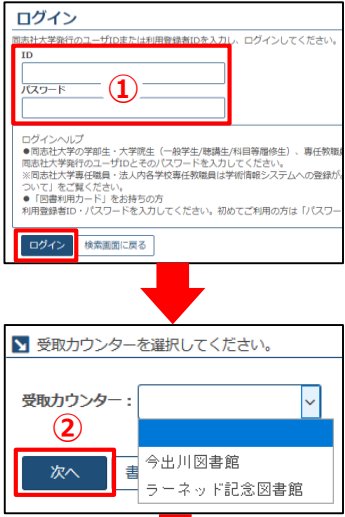 ログイン
同志社大学発行のユーザIDまたは利用登録者IDを入力し、ログインしてください。
ID
パスワード
①
ログインヘルプ
●同志社大学の学部生・大学院生（一般学生/聴講生/科目等履修生）、専任教職
同志社大学発行のユーザIDとそのパスワードを入力してください。
※同志社大学専任職員・法人内各学校専任教職員は学術情報システムへの登録が
ついて」をご覧ください。
●「図書利用カード」をお持ちの方
利用登録者ID・パスワードを入力してください。初めてご利用の方は「パスワー
ログイン 検索画面に戻る
受取カウンターを選択してください。
受取カウンター：
②
次へ 書
今出川図書館
ラーネッド記念図書館